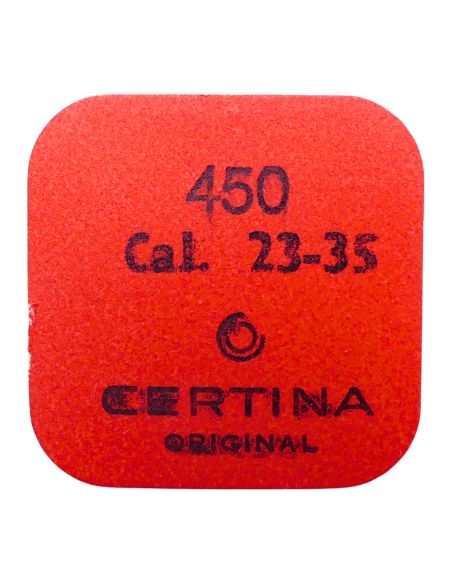 450
Cal. 23-35
CERTINA
ORIGINAL